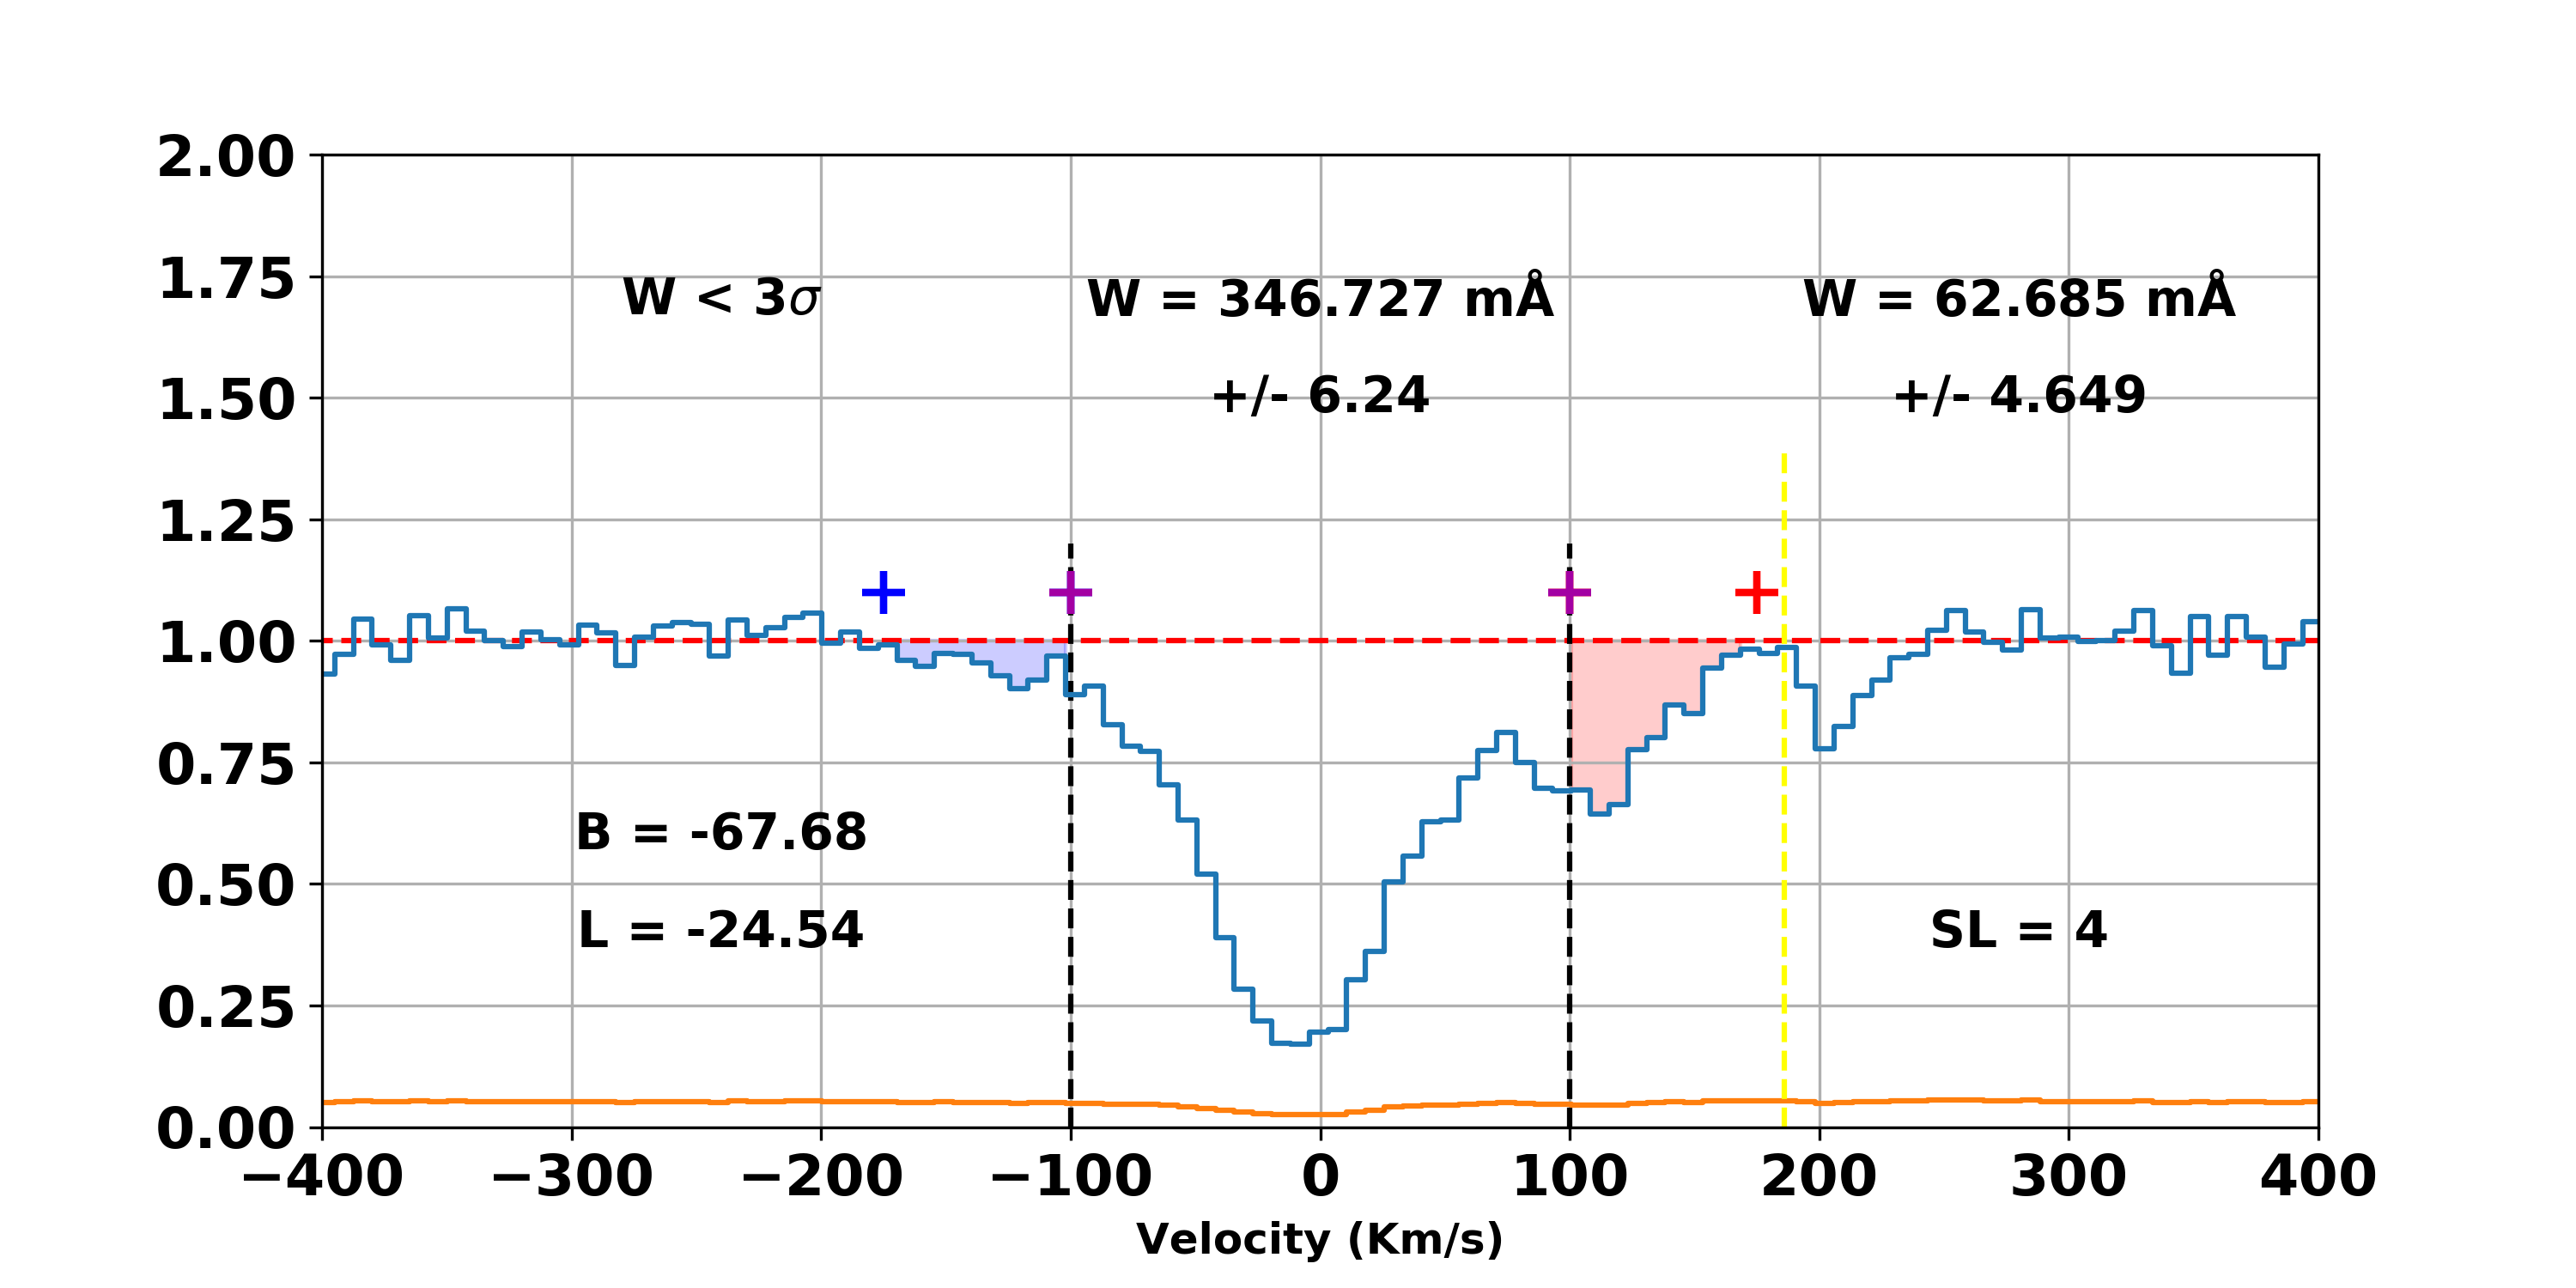 2.00
1.75
W < 3σ W = 346.727 mÅ W = 62.685 mÅ
1.50
+/- 6.24 +/- 4.649
1.25
1.00
0.75
B = -67.68
0.50
L = -24.54 SL = 4
0.25
0.00
−400 −300 −200 −100 0 100 200 300 400
Velocity (Km/s)